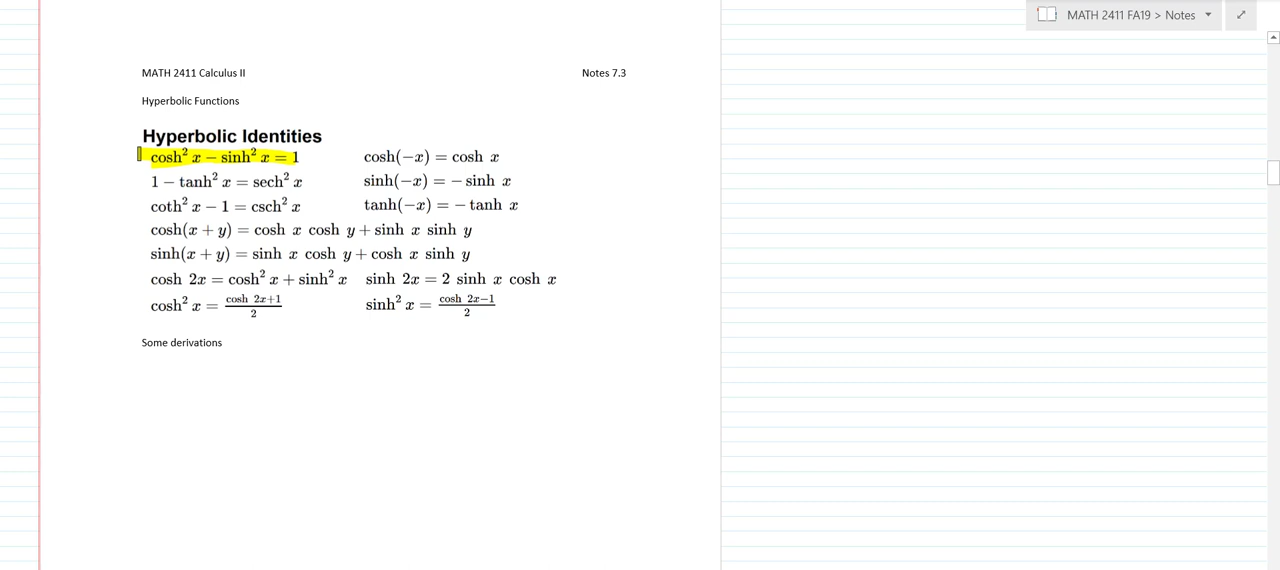 MATH 2411 FA19 > Notes
MATH 2411 Calculus II Notes 7.3
Hyperbolic Functions
Hyperbolic Identities
cosh² x − sinh² x = 1 cosh(−x) = cosh x
1 − tanh² x = sech² x sinh(−x) = − sinh x
coth² x − 1 = csch² x tanh(−x) = − tanh x
cosh(x + y) = cosh x cosh y + sinh x sinh y
sinh(x + y) = sinh x cosh y + cosh x sinh y
cosh 2x = cosh² x + sinh² x sinh 2x = 2 sinh x cosh x
cosh² x = (cosh 2x+1)/2 sinh² x = (cosh 2x−1)/2
Some derivations